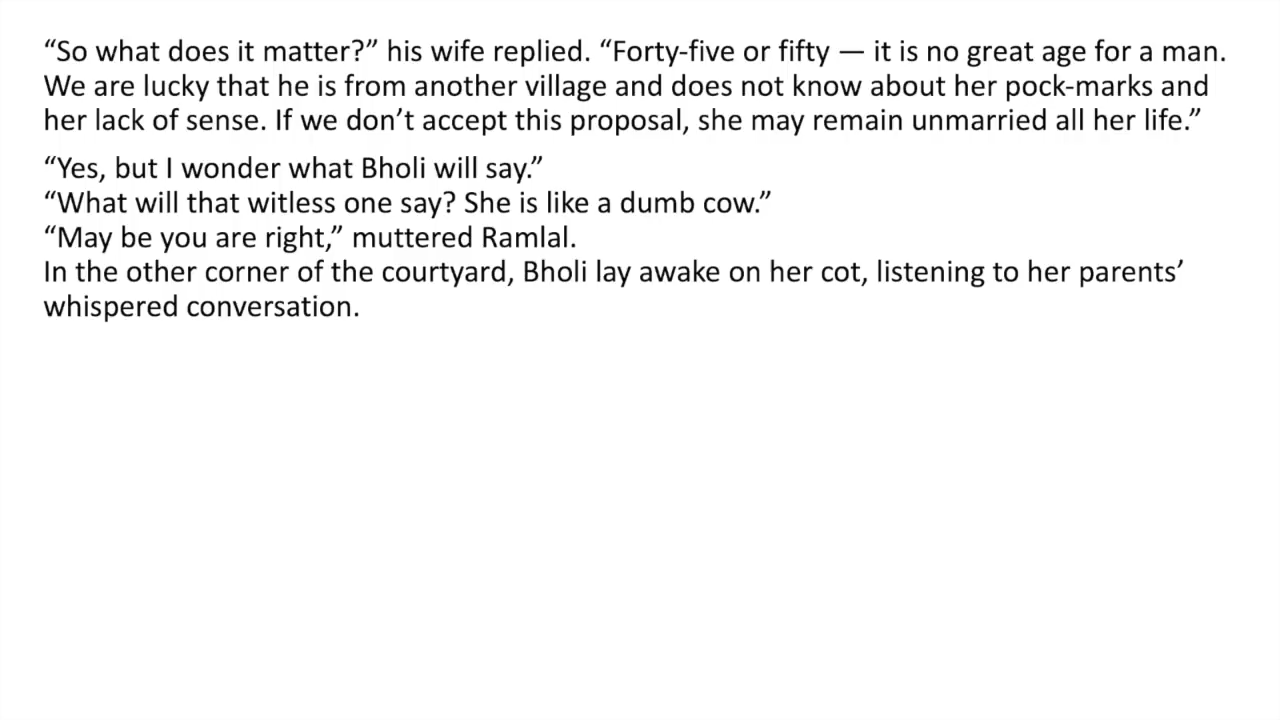 “So what does it matter?” his wife replied. “Forty-five or fifty — it is no great age for a man.
We are lucky that he is from another village and does not know about her pock-marks and
her lack of sense. If we don’t accept this proposal, she may remain unmarried all her life.”
“Yes, but I wonder what Bholi will say.”
“What will that witless one say? She is like a dumb cow.”
“May be you are right,” muttered Ramlal.
In the other corner of the courtyard, Bholi lay awake on her cot, listening to her parents’
whispered conversation.